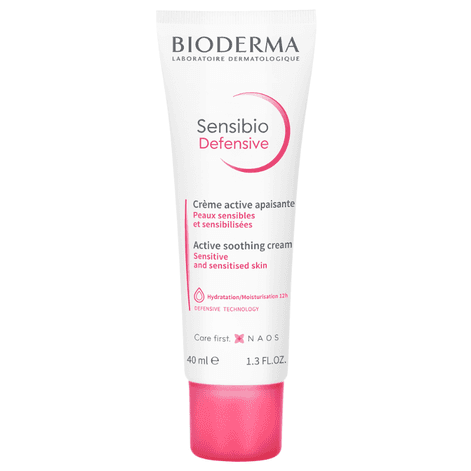 BIODERMA
LABORATOIRE DERMATOLOGIQUE
Sensibio
Defensive
Crème active apaisante
Peaux sensibles
et sensibilisées
Active soothing cream
Sensitive
and sensitised skin
Hydratation/Moisturisation 12h
DEFENSIVE TECHNOLOGY
Care first. NAOS
40 ml ℮ 1.3 FL.OZ.